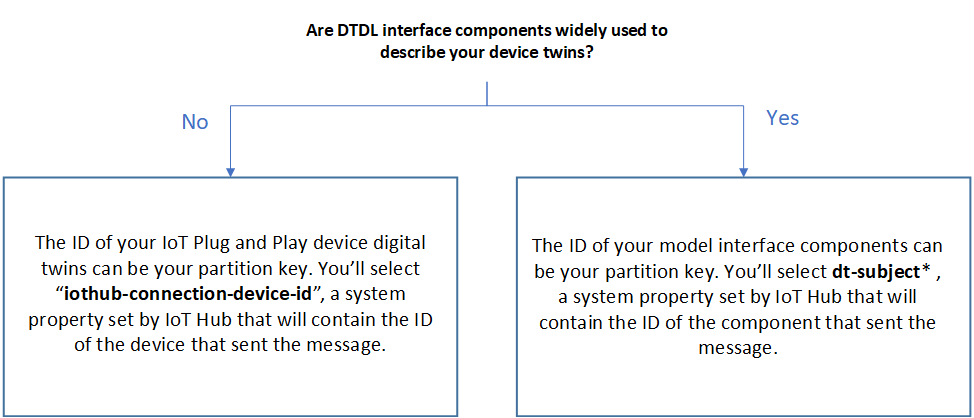 Are DTDL interface components widely used to
describe your device twins?
No
Yes
The ID of your IoT Plug and Play device digital
twins can be your partition key. You’ll select
“iothub-connection-device-id”, a system
property set by IoT Hub that will contain the ID
of the device that sent the message.
The ID of your model interface components can
be your partition key. You’ll select dt-subject* ,
a system property set by IoT Hub that will
contain the ID of the component that sent the
message.